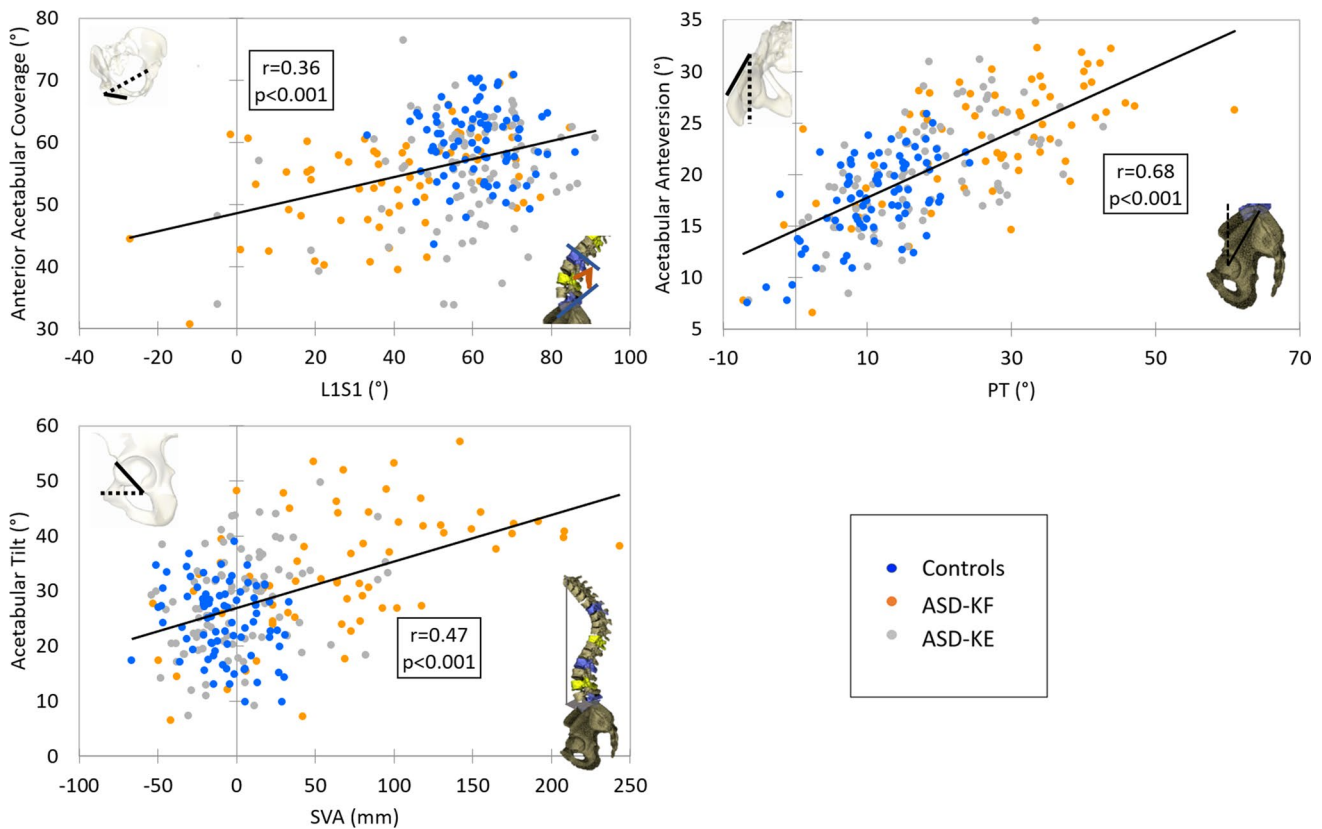 Anterior Acetabular Coverage (°)
80
70
60
50
40
30
r=0.36
p<0.001
-40 -20 0 20 40 60 80 100
L1S1 (°)
Acetabular Anteversion (°)
35
30
25
20
15
10
5
r=0.68
p<0.001
-10 10 30 50 70
PT (°)
Acetabular Tilt (°)
60
50
40
30
20
10
0
r=0.47
p<0.001
-100 -50 0 50 100 150 200 250
SVA (mm)
Controls
ASD-KF
ASD-KE